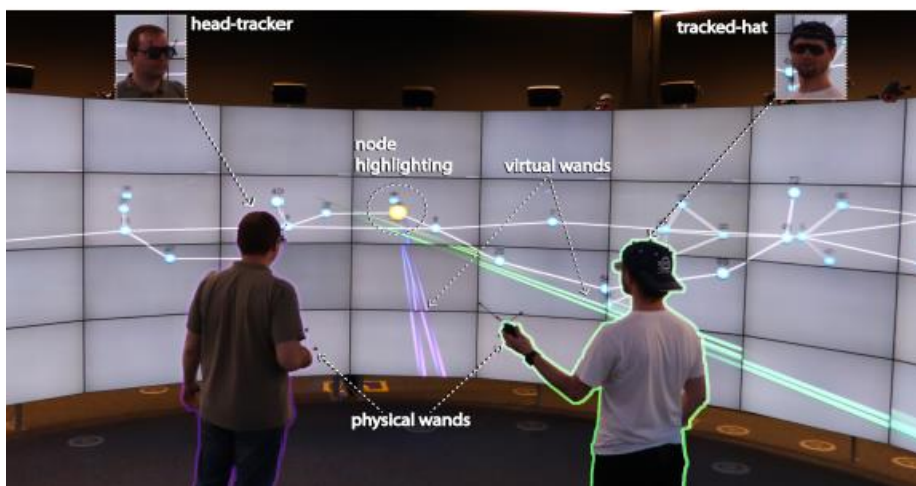 head-tracker
tracked-hat
node
highlighting
virtual wands
physical wands